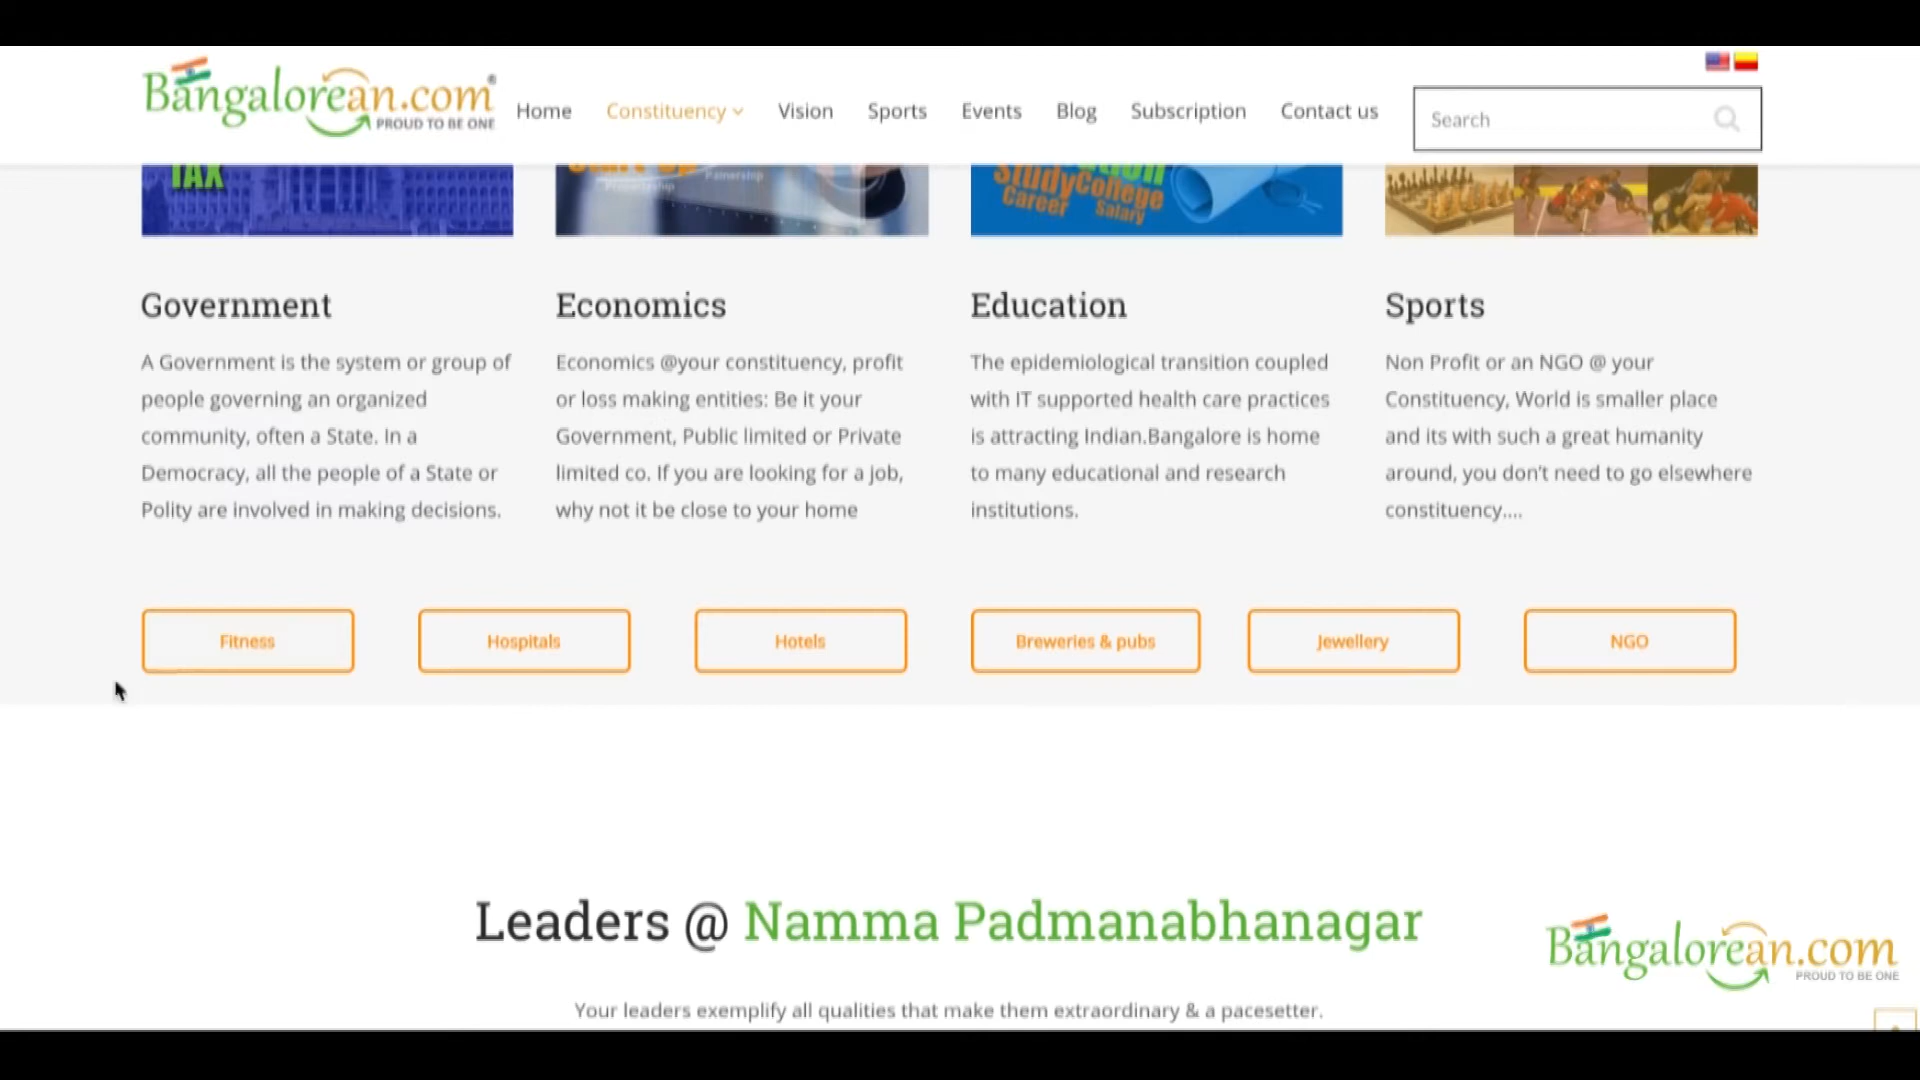 Bangalorean.com®
PROUD TO BE ONE
Home
Constituency
Vision
Sports
Events
Blog
Subscription
Contact us
Search
TAX
Start Up
Partnership
Study College
Career Salary
Government
A Government is the system or group of
people governing an organized
community, often a State. In a
Democracy, all the people of a State or
Polity are involved in making decisions.
Economics
Economics @your constituency, profit
or loss making entities: Be it your
Government, Public limited or Private
limited co. If you are looking for a job,
why not it be close to your home
Education
The epidemiological transition coupled
with IT supported health care practices
is attracting Indian.Bangalore is home
to many educational and research
institutions.
Sports
Non Profit or an NGO @ your
Constituency, World is smaller place
and its with such a great humanity
around, you don't need to go elsewhere
constituency....
Fitness
Hospitals
Hotels
Breweries & pubs
Jewellery
NGO
Leaders @ Namma Padmanabhanagar
Your leaders exemplify all qualities that make them extraordinary & a pacesetter.
Bangalorean.com
PROUD TO BE ONE